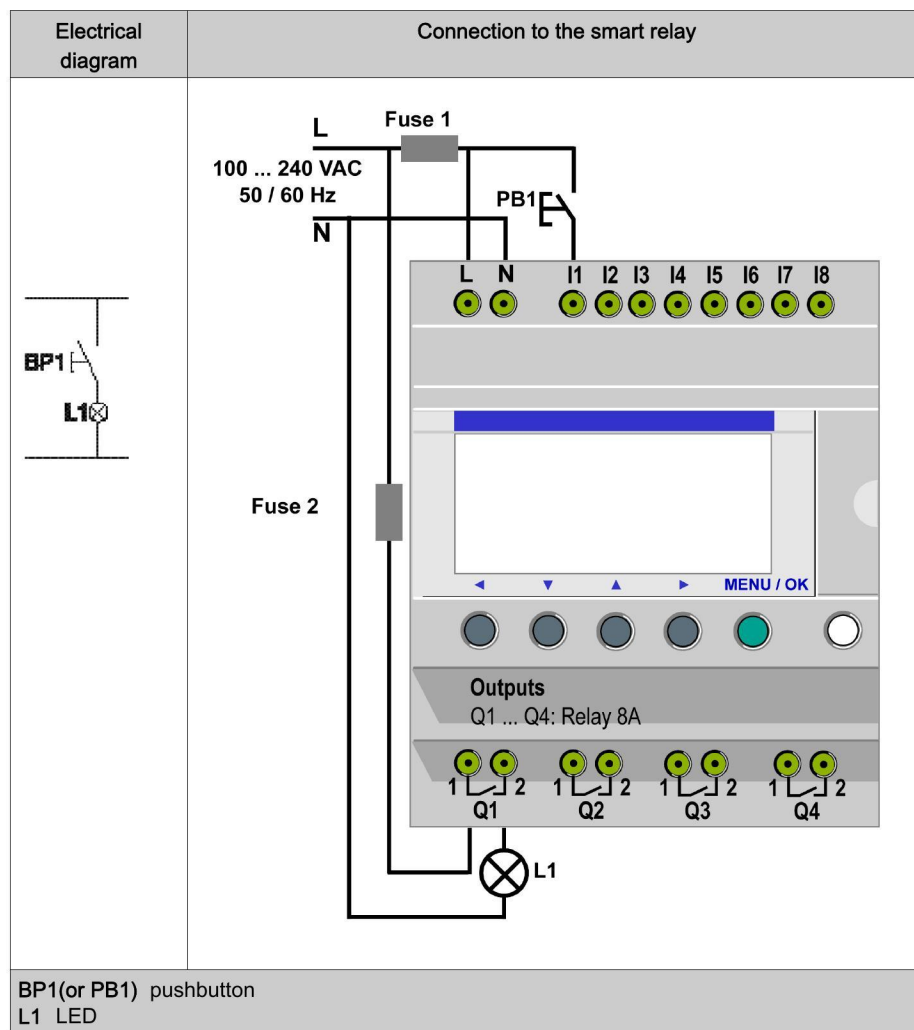 Electrical
diagram
Connection to the smart relay
L
Fuse 1
100 ... 240 VAC
50 / 60 Hz
N
PB1
L N I1 I2 I3 I4 I5 I6 I7 I8
BP1
L1
Fuse 2
MENU / OK
Outputs
Q1 ... Q4: Relay 8A
1 2 1 2 1 2 1 2
Q1 Q2 Q3 Q4
L1
BP1(or PB1) pushbutton
L1 LED